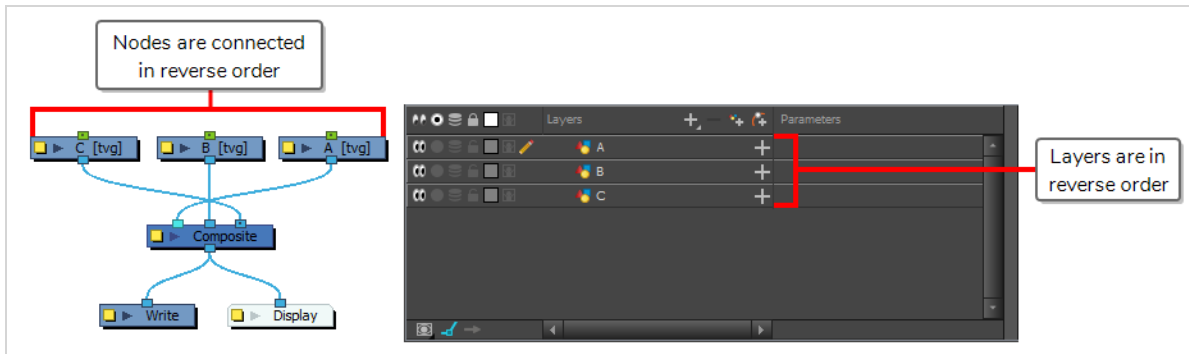 Nodes are connected
in reverse order
C [tvg]
B [tvg]
A [tvg]
Composite
Write
Display
Layers
Parameters
A
B
C
Layers are in
reverse order